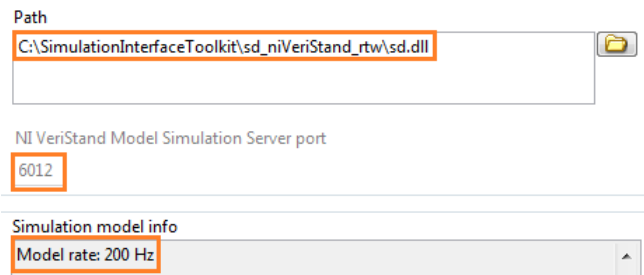 Path
C:\SimulationInterfaceToolkit\sd_niVeriStand_rtw\sd.dll
NI VeriStand Model Simulation Server port
6012
Simulation model info
Model rate: 200 Hz